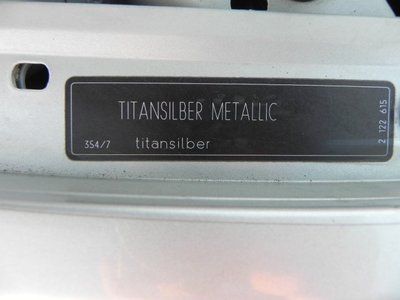 TITANSILBER METALLIC
354/7 titansilber
2 122 615